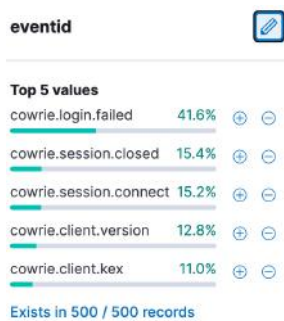 eventid
Top 5 values
cowrie.login.failed 41.6%
cowrie.session.closed 15.4%
cowrie.session.connect 15.2%
cowrie.client.version 12.8%
cowrie.client.kex 11.0%
Exists in 500 / 500 records